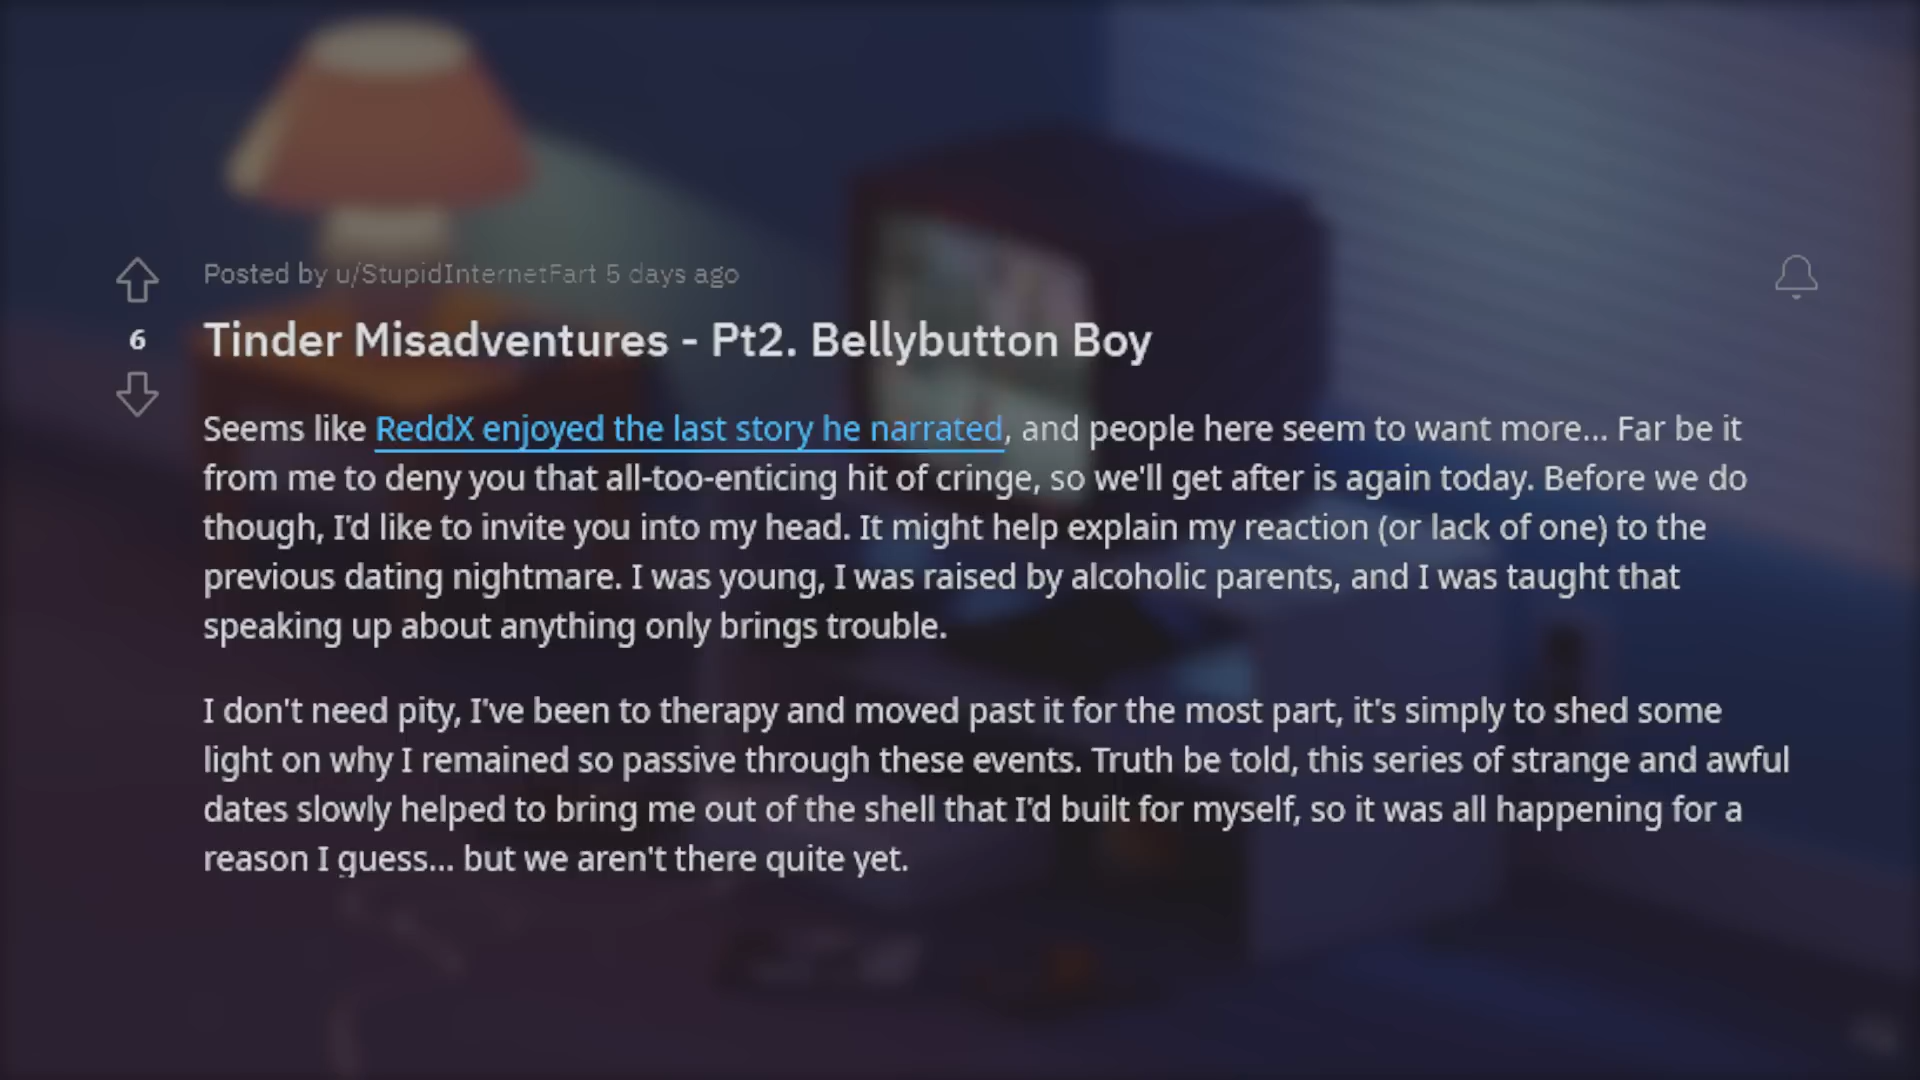 Posted by u/StupidInternetFart 5 days ago
6
Tinder Misadventures - Pt2. Bellybutton Boy
Seems like ReddX enjoyed the last story he narrated, and people here seem to want more... Far be it
from me to deny you that all-too-enticing hit of cringe, so we'll get after is again today. Before we do
though, I'd like to invite you into my head. It might help explain my reaction (or lack of one) to the
previous dating nightmare. I was young, I was raised by alcoholic parents, and I was taught that
speaking up about anything only brings trouble.
I don't need pity, I've been to therapy and moved past it for the most part, it's simply to shed some
light on why I remained so passive through these events. Truth be told, this series of strange and awful
dates slowly helped to bring me out of the shell that I'd built for myself, so it was all happening for a
reason I guess... but we aren't there quite yet.